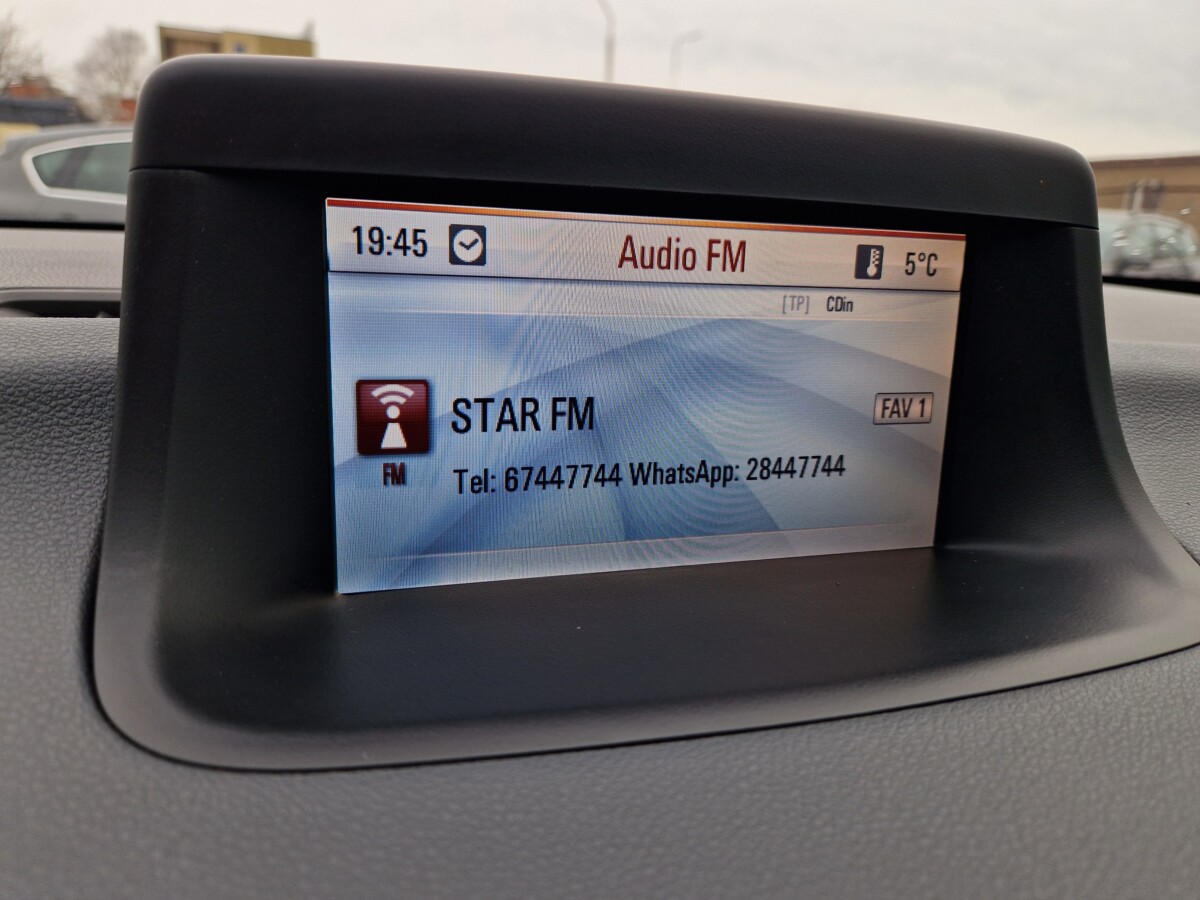 19:45 Audio FM 5°C
[TP] CDin
STAR FM FAV 1
FM Tel: 67447744 WhatsApp: 28447744